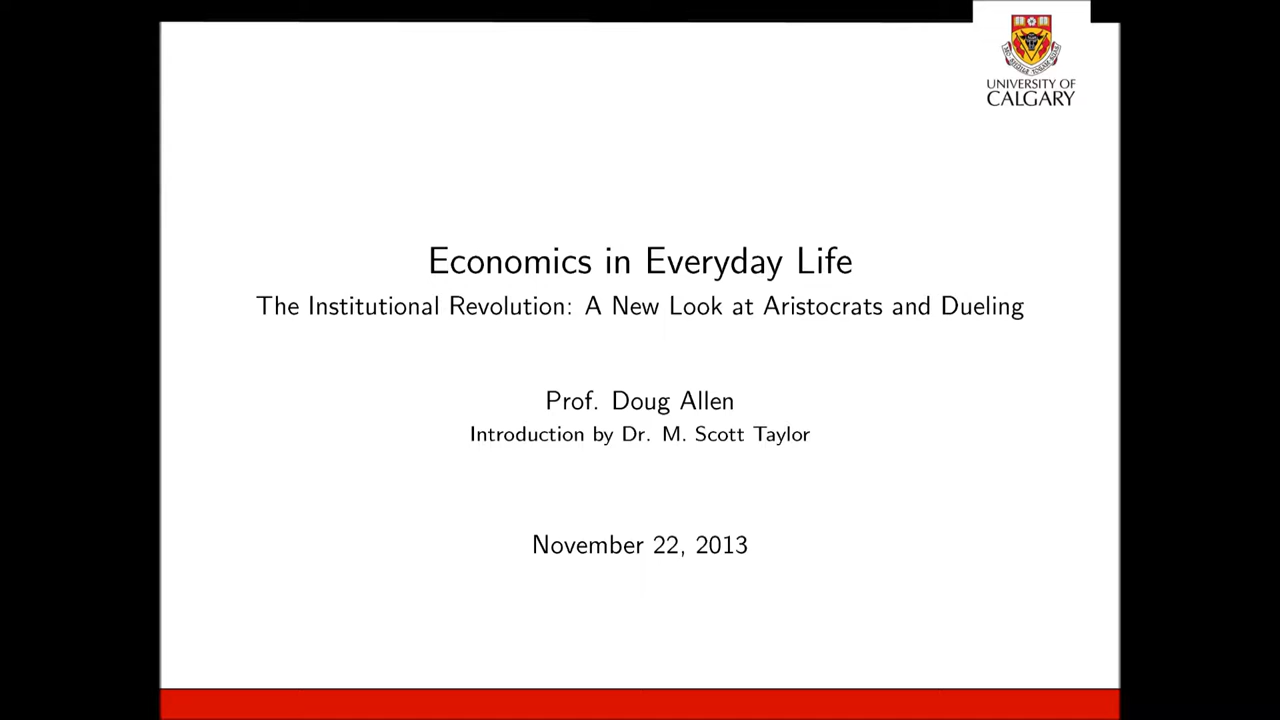 UNIVERSITY OF
CALGARY
Economics in Everyday Life
The Institutional Revolution: A New Look at Aristocrats and Dueling
Prof. Doug Allen
Introduction by Dr. M. Scott Taylor
November 22, 2013